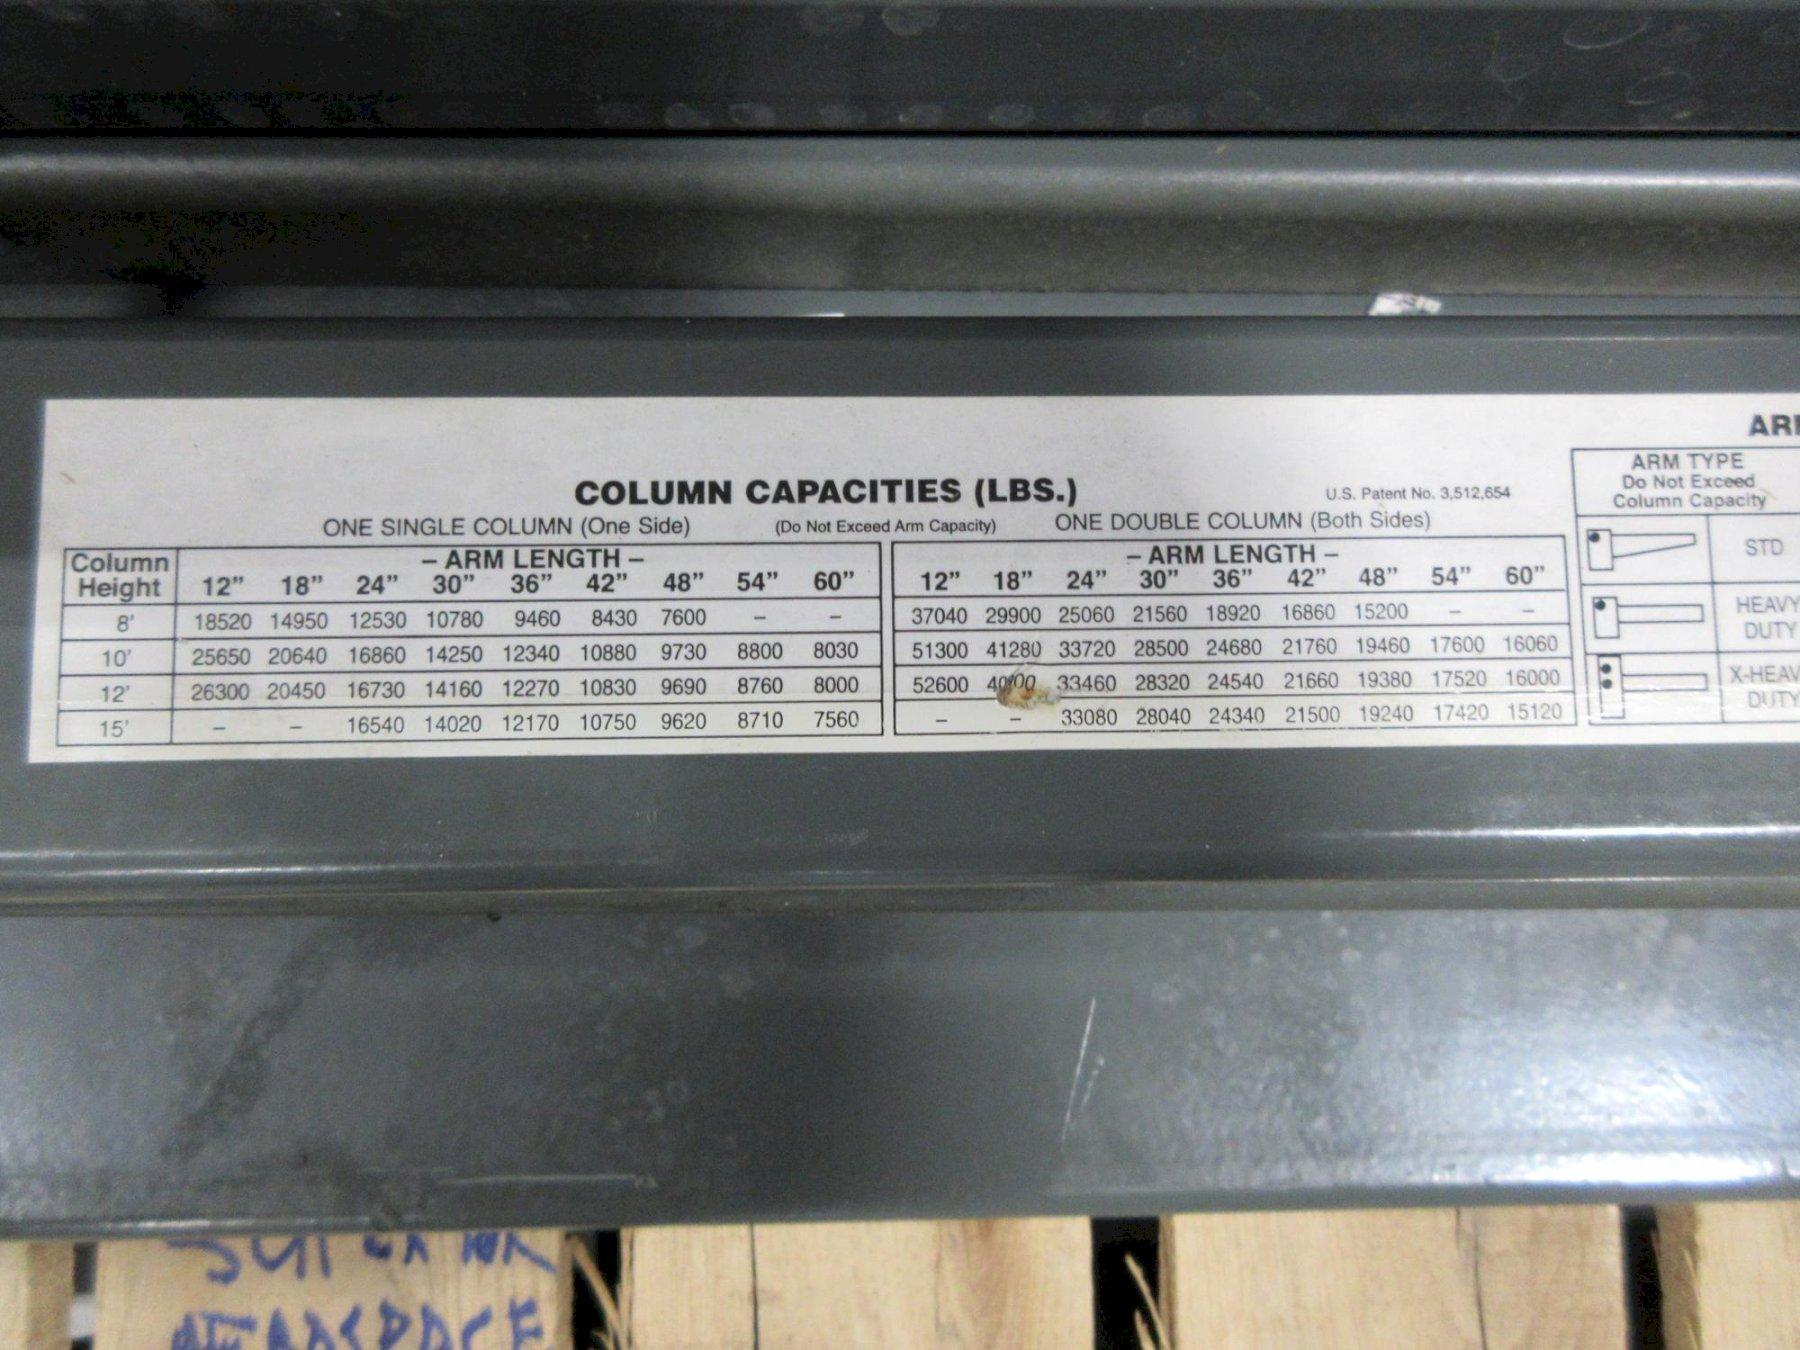 ARM TYPE
Do Not Exceed
Column Capacity
STD
HEAVY
DUTY
DUTY
COLUMN CAPACITIES (LBS.)
U.S. Patent No. 3,512,654
ONE SINGLE COLUMN (One Side) (Do Not Exceed Arm Capacity) ONE DOUBLE COLUMN (Both Sides)
Column Height
– ARM LENGTH –
12” 18” 24” 30” 36” 42” 48” 54” 60”
8' 18520 14950 12530 10780 9460 8430 7600 – –
10' 25650 20640 16860 14250 12340 10880 9730 8800 8030
12' 26300 20450 16730 14160 12270 10830 9690 8760 8000
15' – – 16540 14020 12170 10750 9620 8710 7560
– ARM LENGTH –
12” 18” 24” 30” 36” 42” 48” 54” 60”
37040 29900 25060 21560 18920 16860 15200 – –
51300 41280 33720 28500 24680 21760 19460 17600 16060
52600 33460 28320 24540 21660 19380 17520 16000
– – 33080 28040 24340 21500 19240 17420 15120